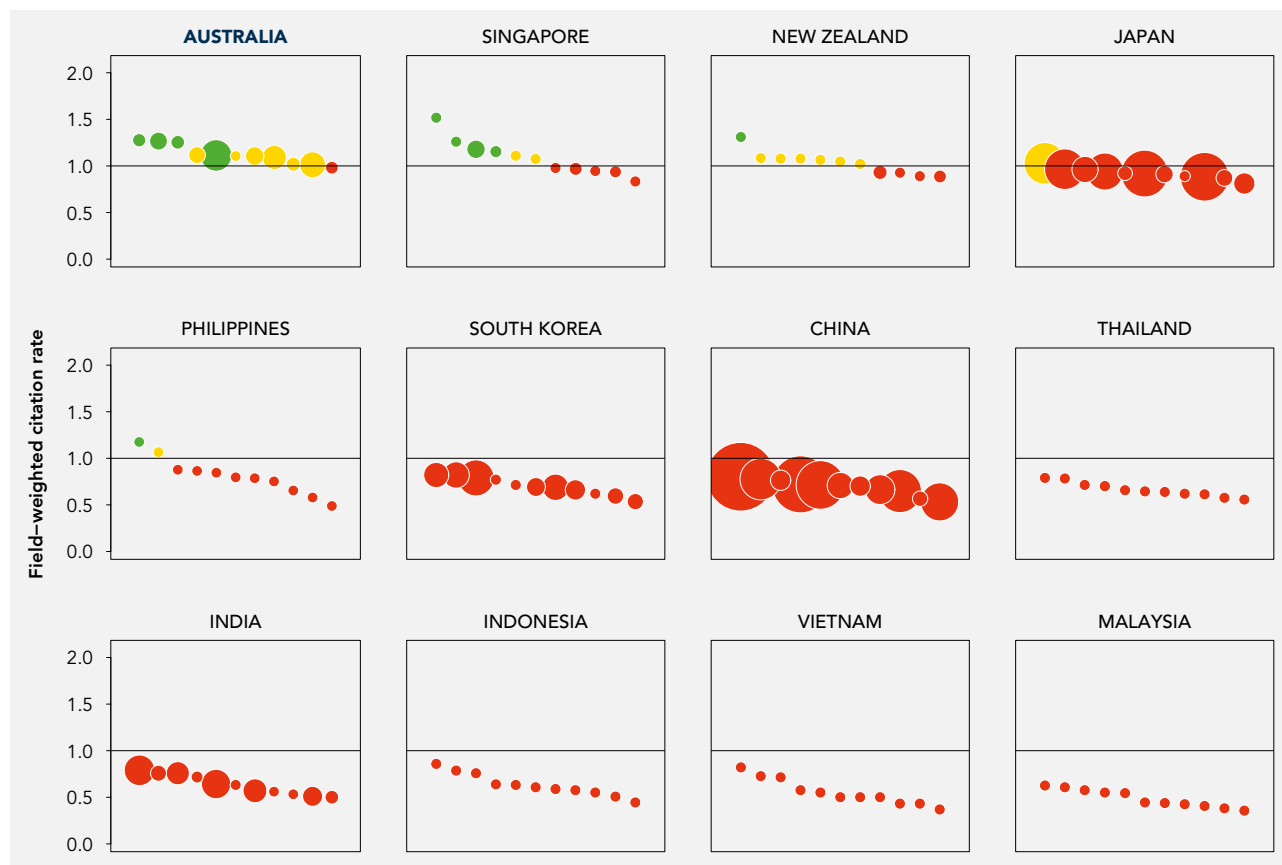 AUSTRALIA
SINGAPORE
NEW ZEALAND
JAPAN
2.0
1.5
1.0
0.5
0.0
Field–weighted citation rate
PHILIPPINES
SOUTH KOREA
CHINA
THAILAND
2.0
1.5
1.0
0.5
0.0
INDIA
INDONESIA
VIETNAM
MALAYSIA
2.0
1.5
1.0
0.5
0.0